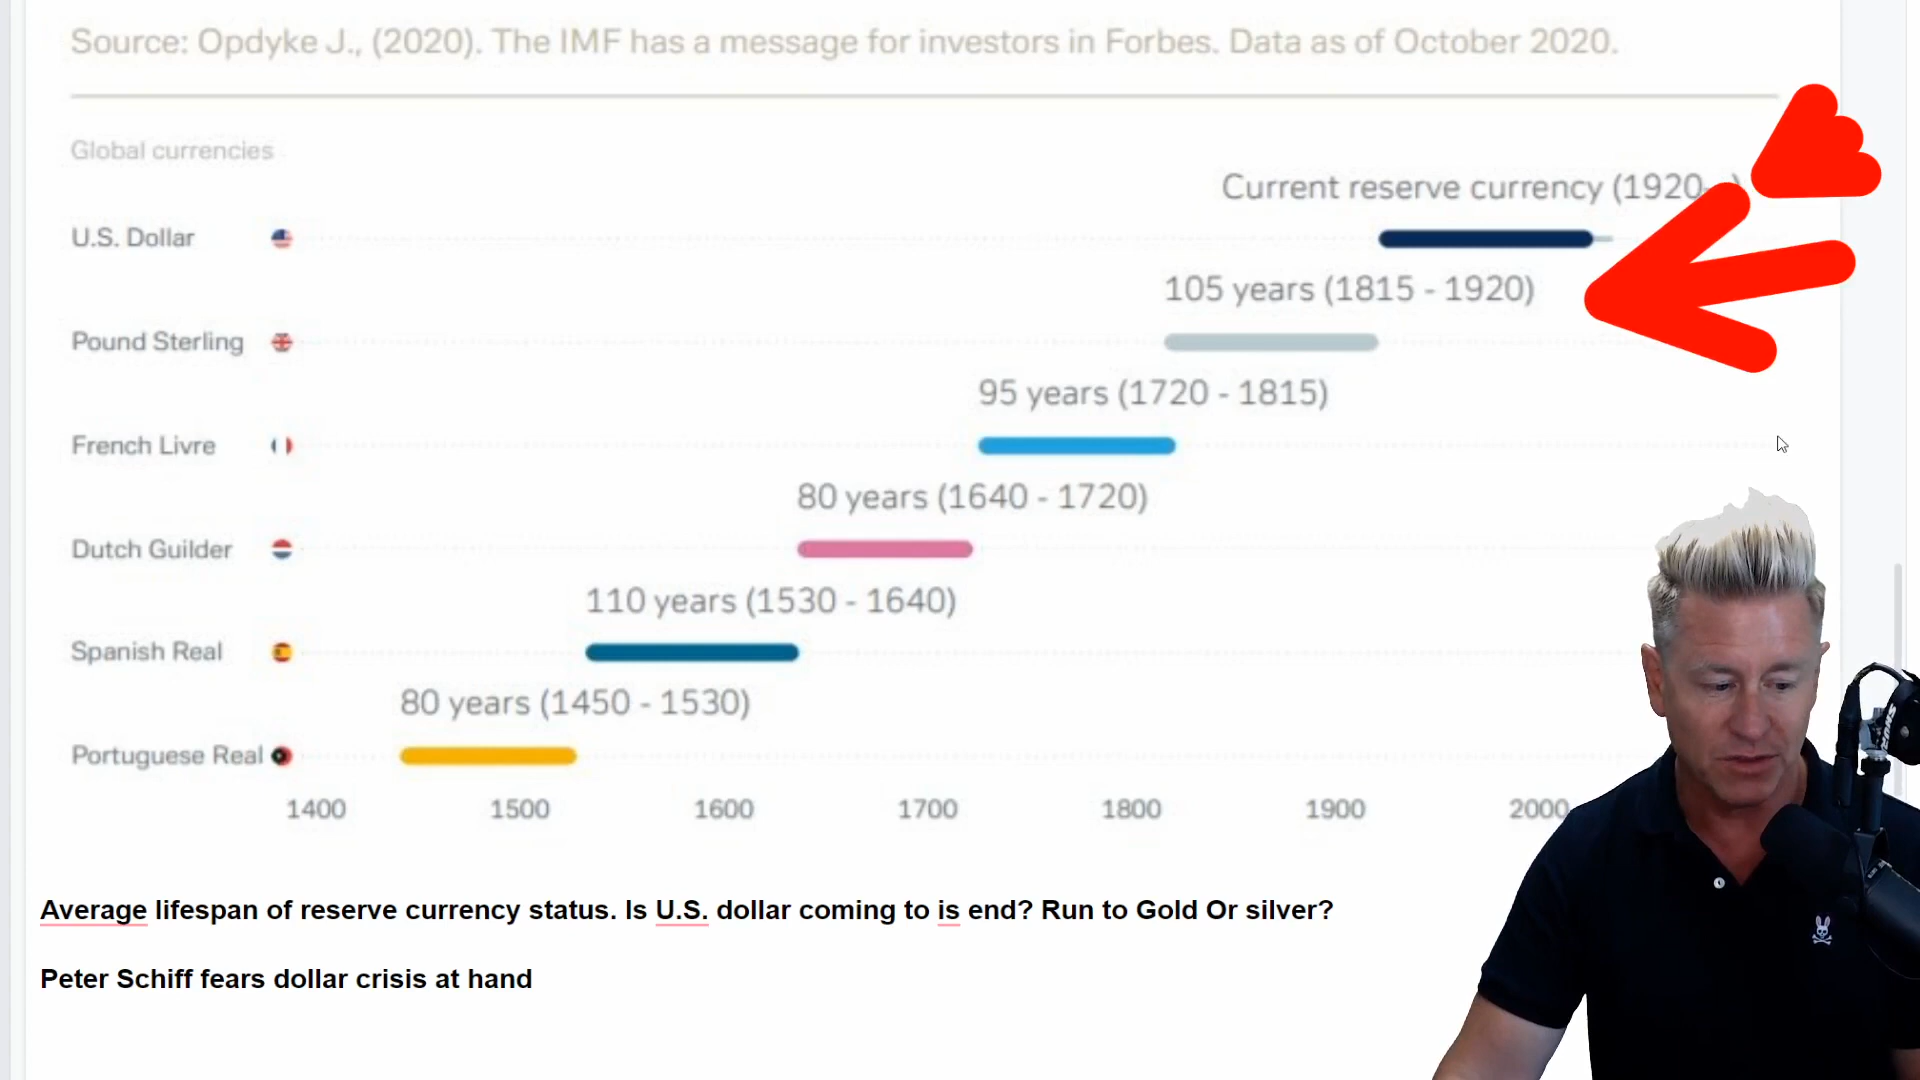 Source: Opdyke J., (2020). The IMF has a message for investors in Forbes. Data as of October 2020.
Global currencies
Current reserve currency (1920- )
U.S. Dollar
105 years (1815 - 1920)
Pound Sterling
95 years (1720 - 1815)
French Livre
80 years (1640 - 1720)
Dutch Guilder
110 years (1530 - 1640)
Spanish Real
80 years (1450 - 1530)
Portuguese Real
1400 1500 1600 1700 1800 1900 2000
Average lifespan of reserve currency status. Is U.S. dollar coming to is end? Run to Gold Or silver?
Peter Schiff fears dollar crisis at hand